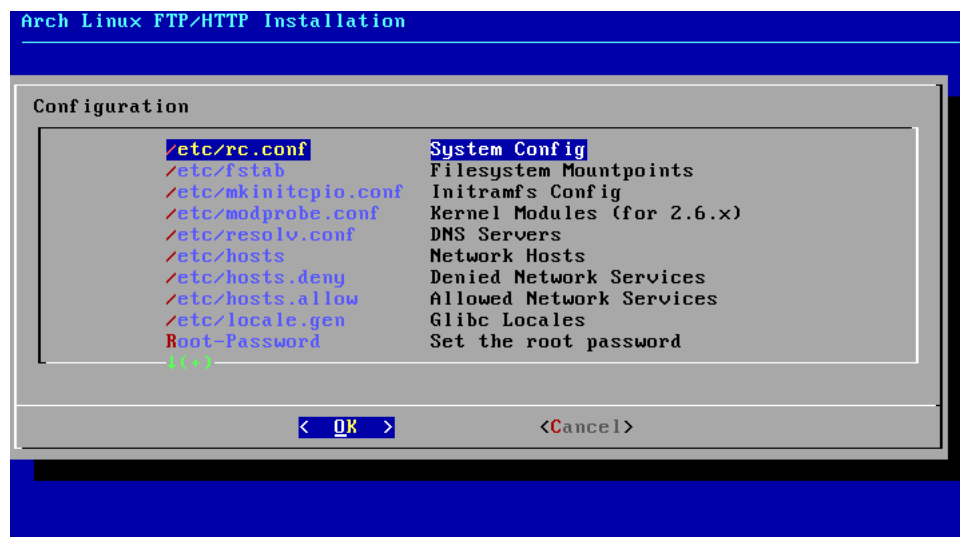 Arch Linux FTP/HTTP Installation
Configuration
/etc/rc.conf System Config
/etc/fstab Filesystem Mountpoints
/etc/mkinitcpio.conf Initramfs Config
/etc/modprobe.conf Kernel Modules (for 2.6.x)
/etc/resolv.conf DNS Servers
/etc/hosts Network Hosts
/etc/hosts.deny Denied Network Services
/etc/hosts.allow Allowed Network Services
/etc/locale.gen Glibc Locales
Root-Password Set the root password
↓(+)
< OK > <Cancel>